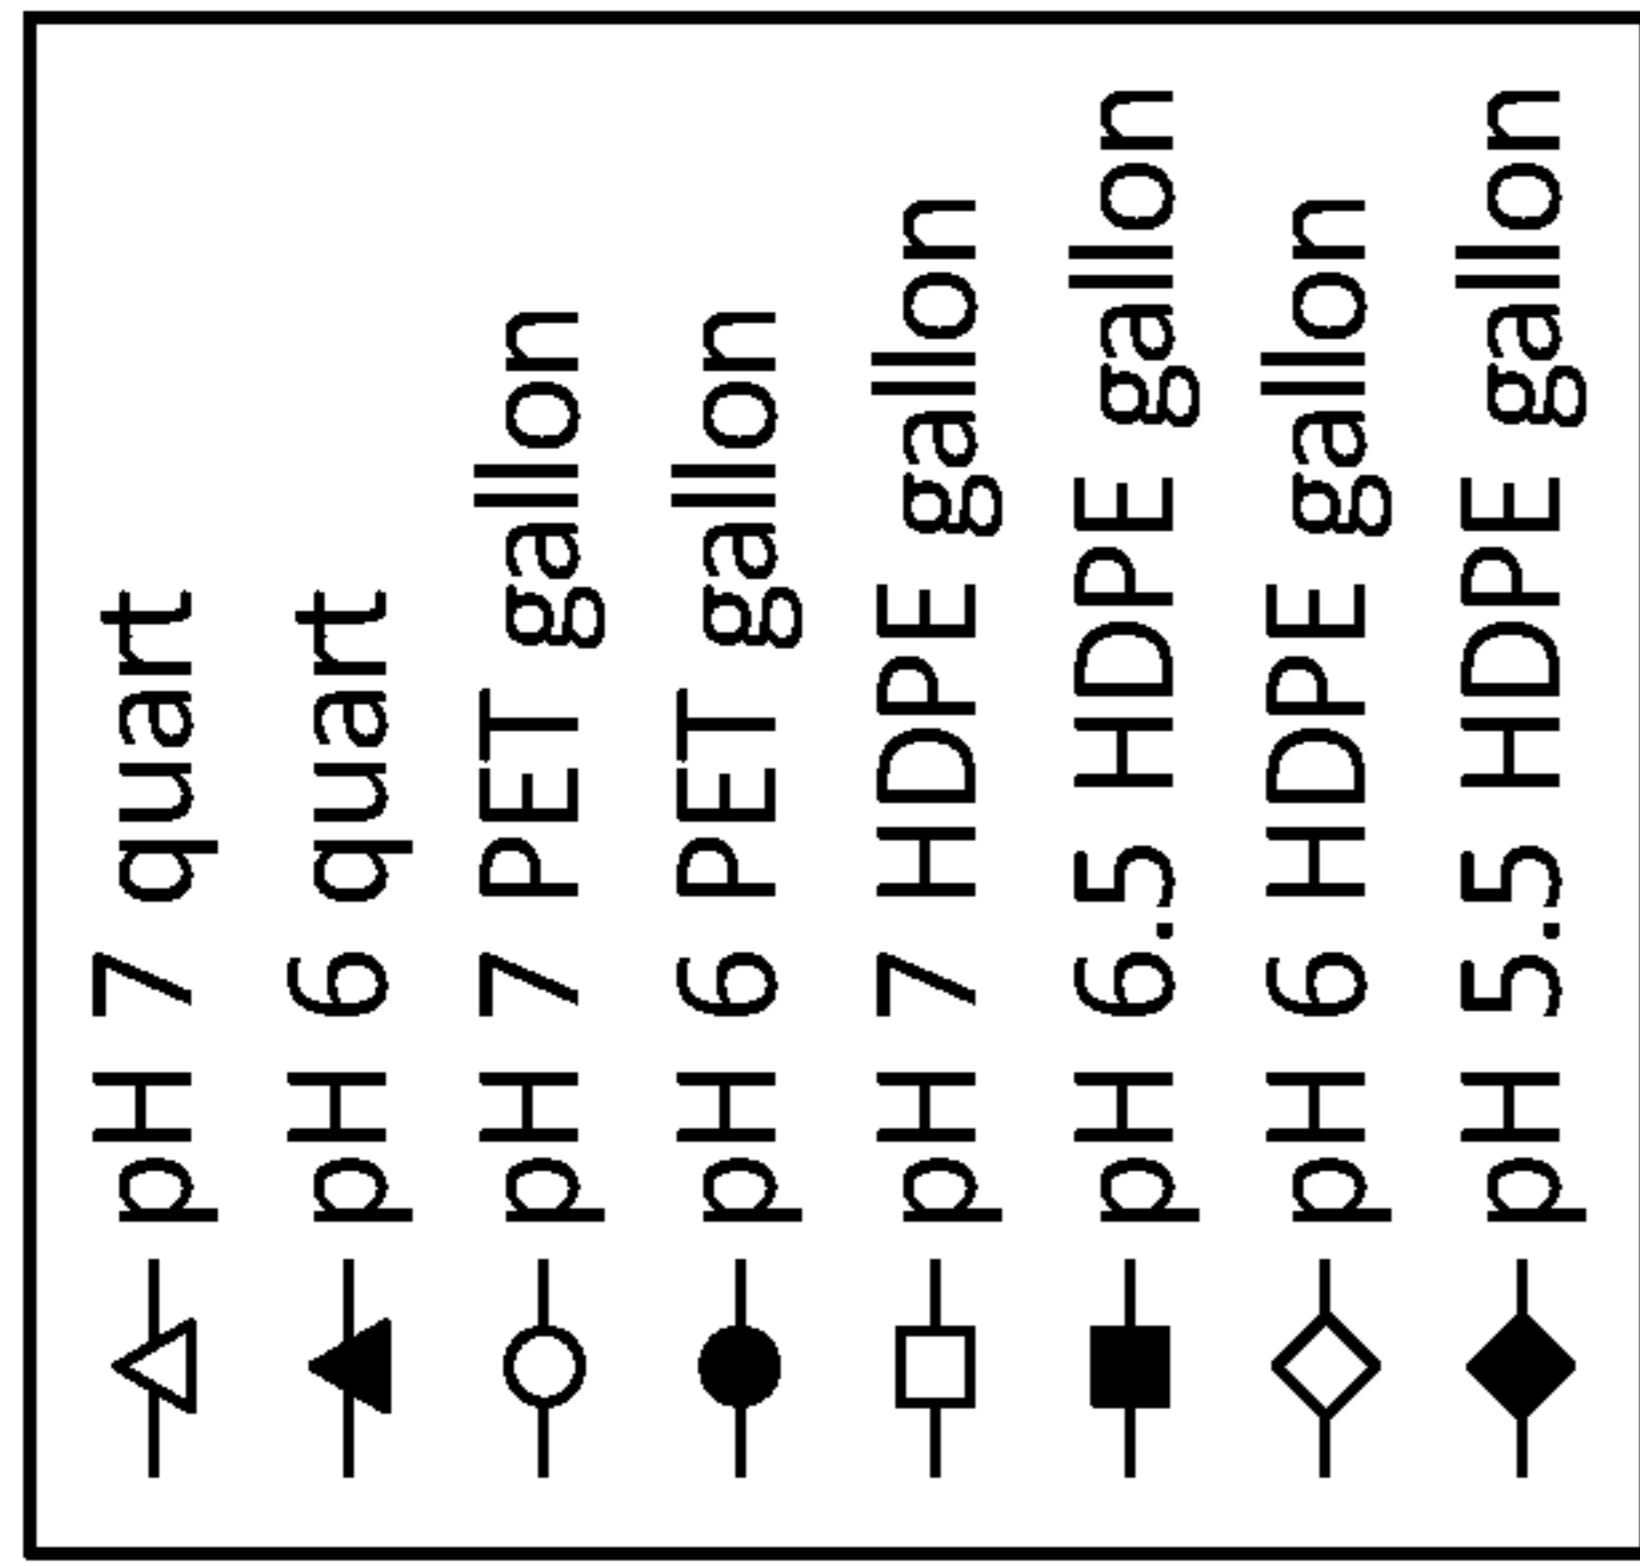 pH 7 quart
pH 6 quart
pH 7 PET gallon
pH 6 PET gallon
pH 7 HDPE gallon
pH 6.5 HDPE gallon
pH 6 HDPE gallon
pH 5.5 HDPE gallon